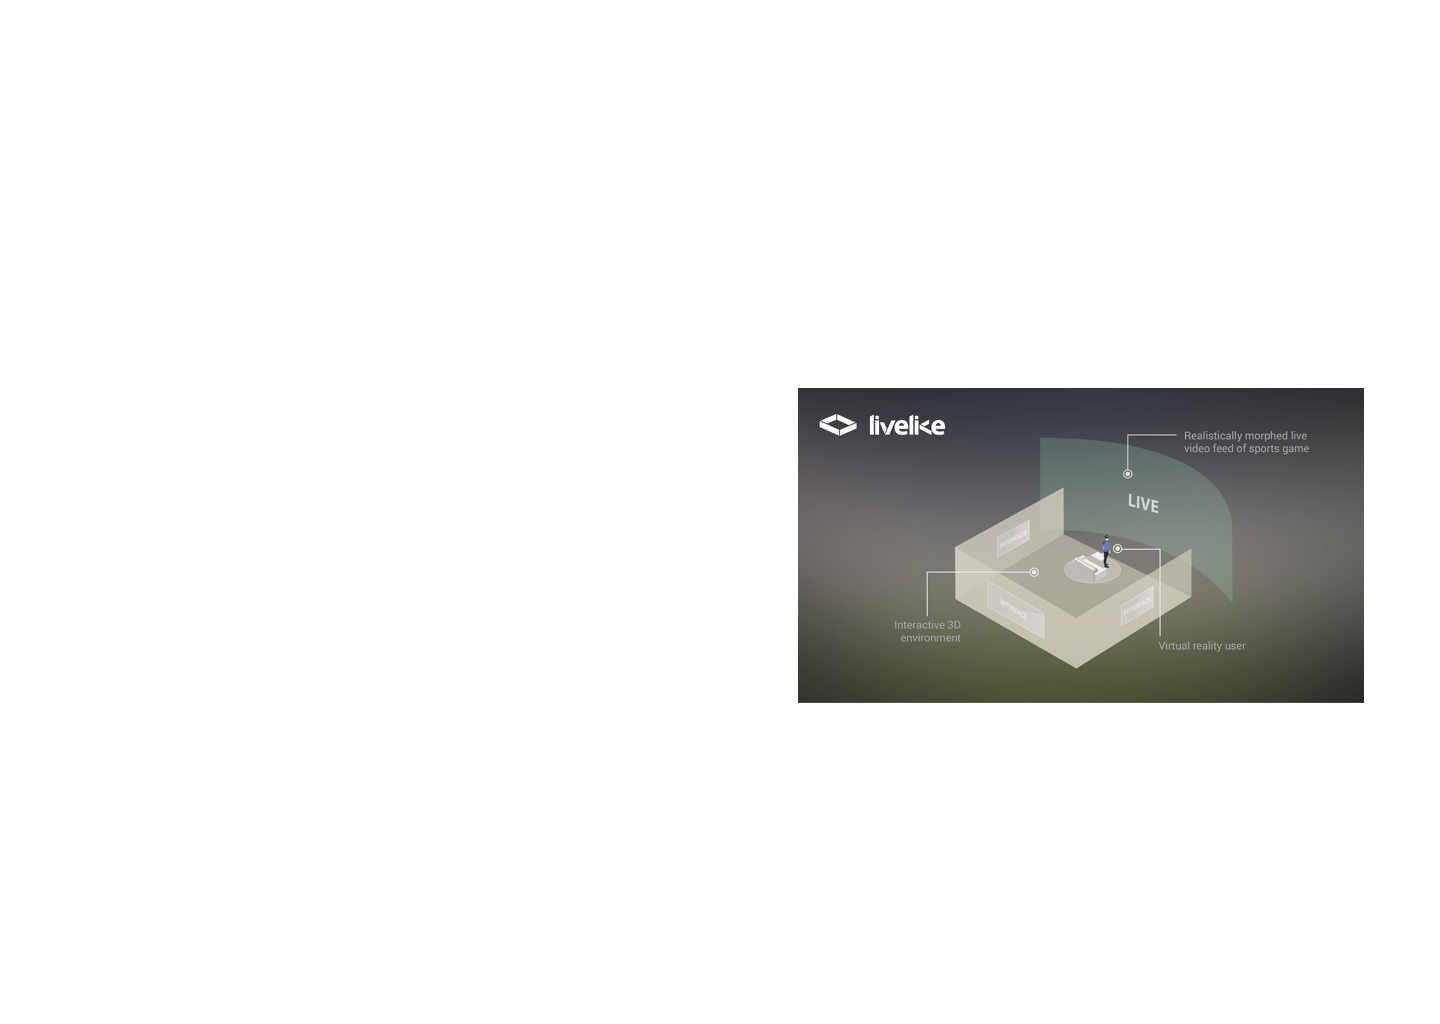 livelike
Realistically morphed live
video feed of sports game
LIVE
INTERFACE
INTERFACE
INTERFACE
Interactive 3D
environment
Virtual reality user